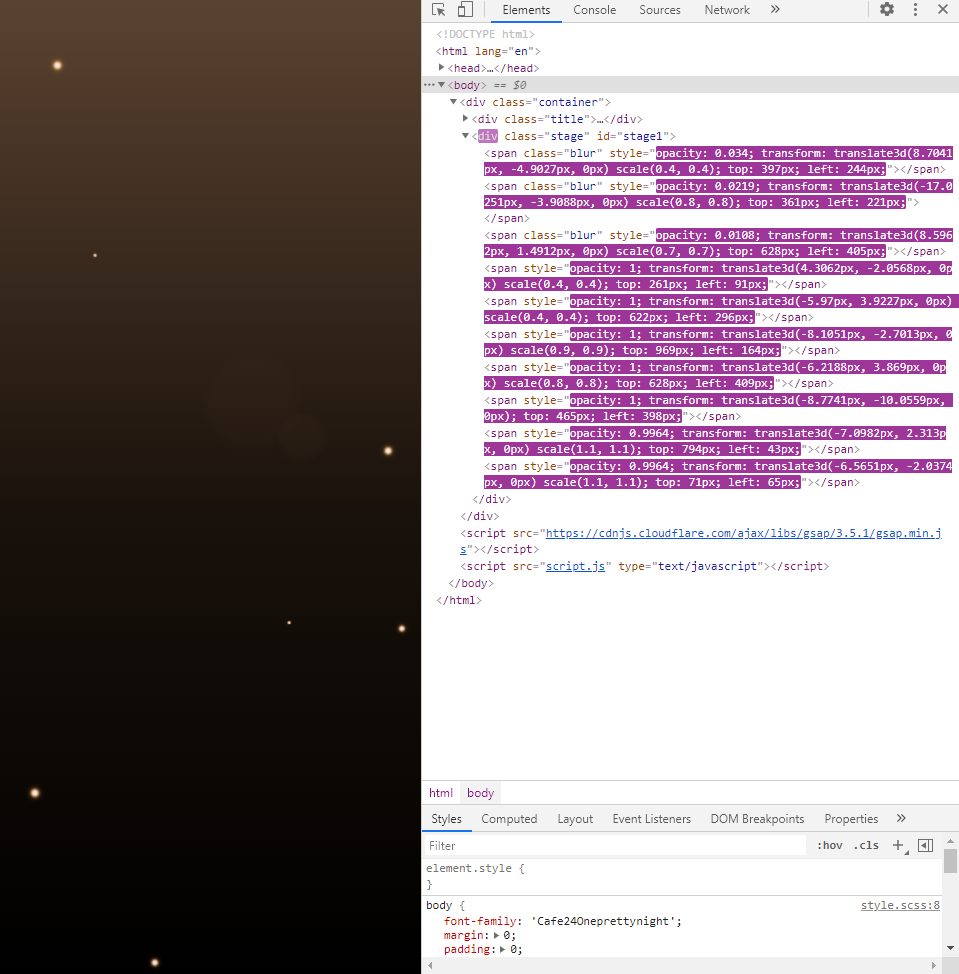 Elements Console Sources Network »
<!DOCTYPE html>
<html lang="en">
<head>…</head>
<body> == $0
<div class="container">
<div class="title">…</div>
<div class="stage" id="stage1">
<span class="blur" style="opacity: 0.034; transform: translate3d(8.7041
px, -4.9027px, 0px) scale(0.4, 0.4); top: 397px; left: 244px;"></span>
<span class="blur" style="opacity: 0.0219; transform: translate3d(-17.0
251px, -3.9088px, 0px) scale(0.8, 0.8); top: 361px; left: 221px;">
</span>
<span class="blur" style="opacity: 0.0108; transform: translate3d(8.596
2px, 1.4912px, 0px) scale(0.7, 0.7); top: 628px; left: 405px;"></span>
<span style="opacity: 1; transform: translate3d(4.3062px, -2.0568px, 0p
x) scale(0.4, 0.4); top: 261px; left: 91px;"></span>
<span style="opacity: 1; transform: translate3d(-5.97px, 3.9227px, 0px)
scale(0.4, 0.4); top: 622px; left: 296px;"></span>
<span style="opacity: 1; transform: translate3d(-8.1051px, -2.7013px, 0
px) scale(0.9, 0.9); top: 969px; left: 164px;"></span>
<span style="opacity: 1; transform: translate3d(-6.2188px, 3.869px, 0p
x) scale(0.8, 0.8); top: 628px; left: 409px;"></span>
<span style="opacity: 1; transform: translate3d(-8.7741px, -10.0559px,
0px); top: 465px; left: 398px;"></span>
<span style="opacity: 0.9964; transform: translate3d(-7.0982px, 2.313p
x, 0px) scale(1.1, 1.1); top: 794px; left: 43px;"></span>
<span style="opacity: 0.9964; transform: translate3d(-6.5651px, -2.0374
px, 0px) scale(1.1, 1.1); top: 71px; left: 65px;"></span>
</div>
</div>
<script src="https://cdnjs.cloudflare.com/ajax/libs/gsap/3.5.1/gsap.min.j
s"></script>
<script src="script.js" type="text/javascript"></script>
</body>
</html>
html body
Styles Computed Layout Event Listeners DOM Breakpoints Properties »
Filter :hov .cls +
element.style {
}
body { style.scss:8
font-family: 'Cafe24Oneprettynight';
margin: 0;
padding: 0;